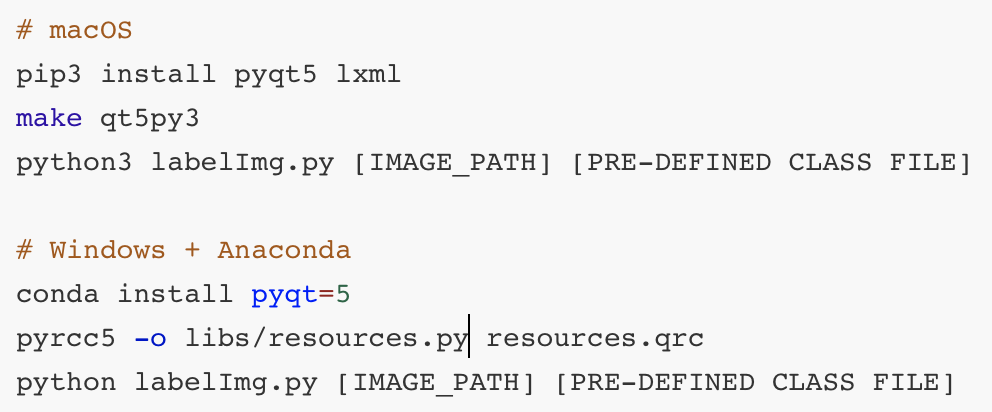 # macOS
pip3 install pyqt5 lxml
make qt5py3
python3 labelImg.py [IMAGE_PATH] [PRE-DEFINED CLASS FILE]
# Windows + Anaconda
conda install pyqt=5
pyrcc5 -o libs/resources.py resources.qrc
python labelImg.py [IMAGE_PATH] [PRE-DEFINED CLASS FILE]